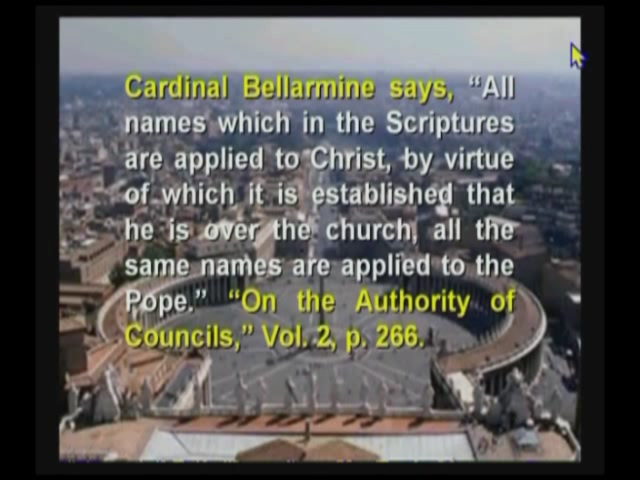 Cardinal Bellarmine says, “All
names which in the Scriptures
are applied to Christ, by virtue
of which it is established that
he is over the church, all the
same names are applied to the
Pope.” “On the Authority of
Councils,” Vol. 2, p. 266.